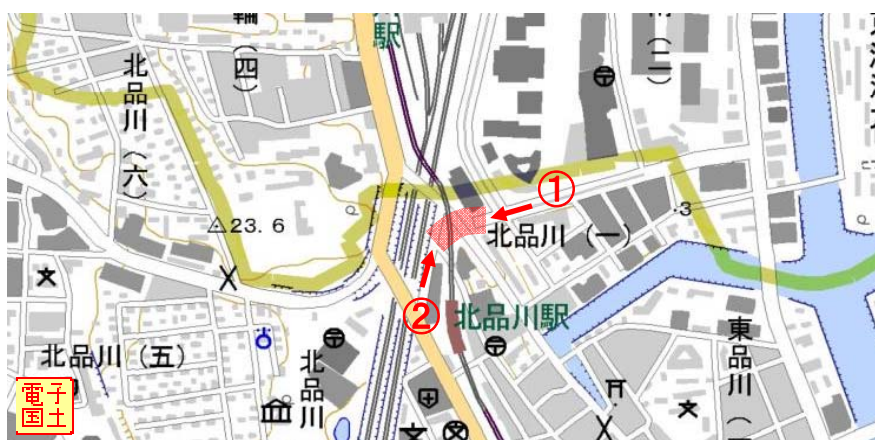 駅
(四)
北品川(六)
(二)
23.6
①
北品川 (一)
・3
②
北品川駅
北品川(五)
北品川
東品川(一
電子
国土